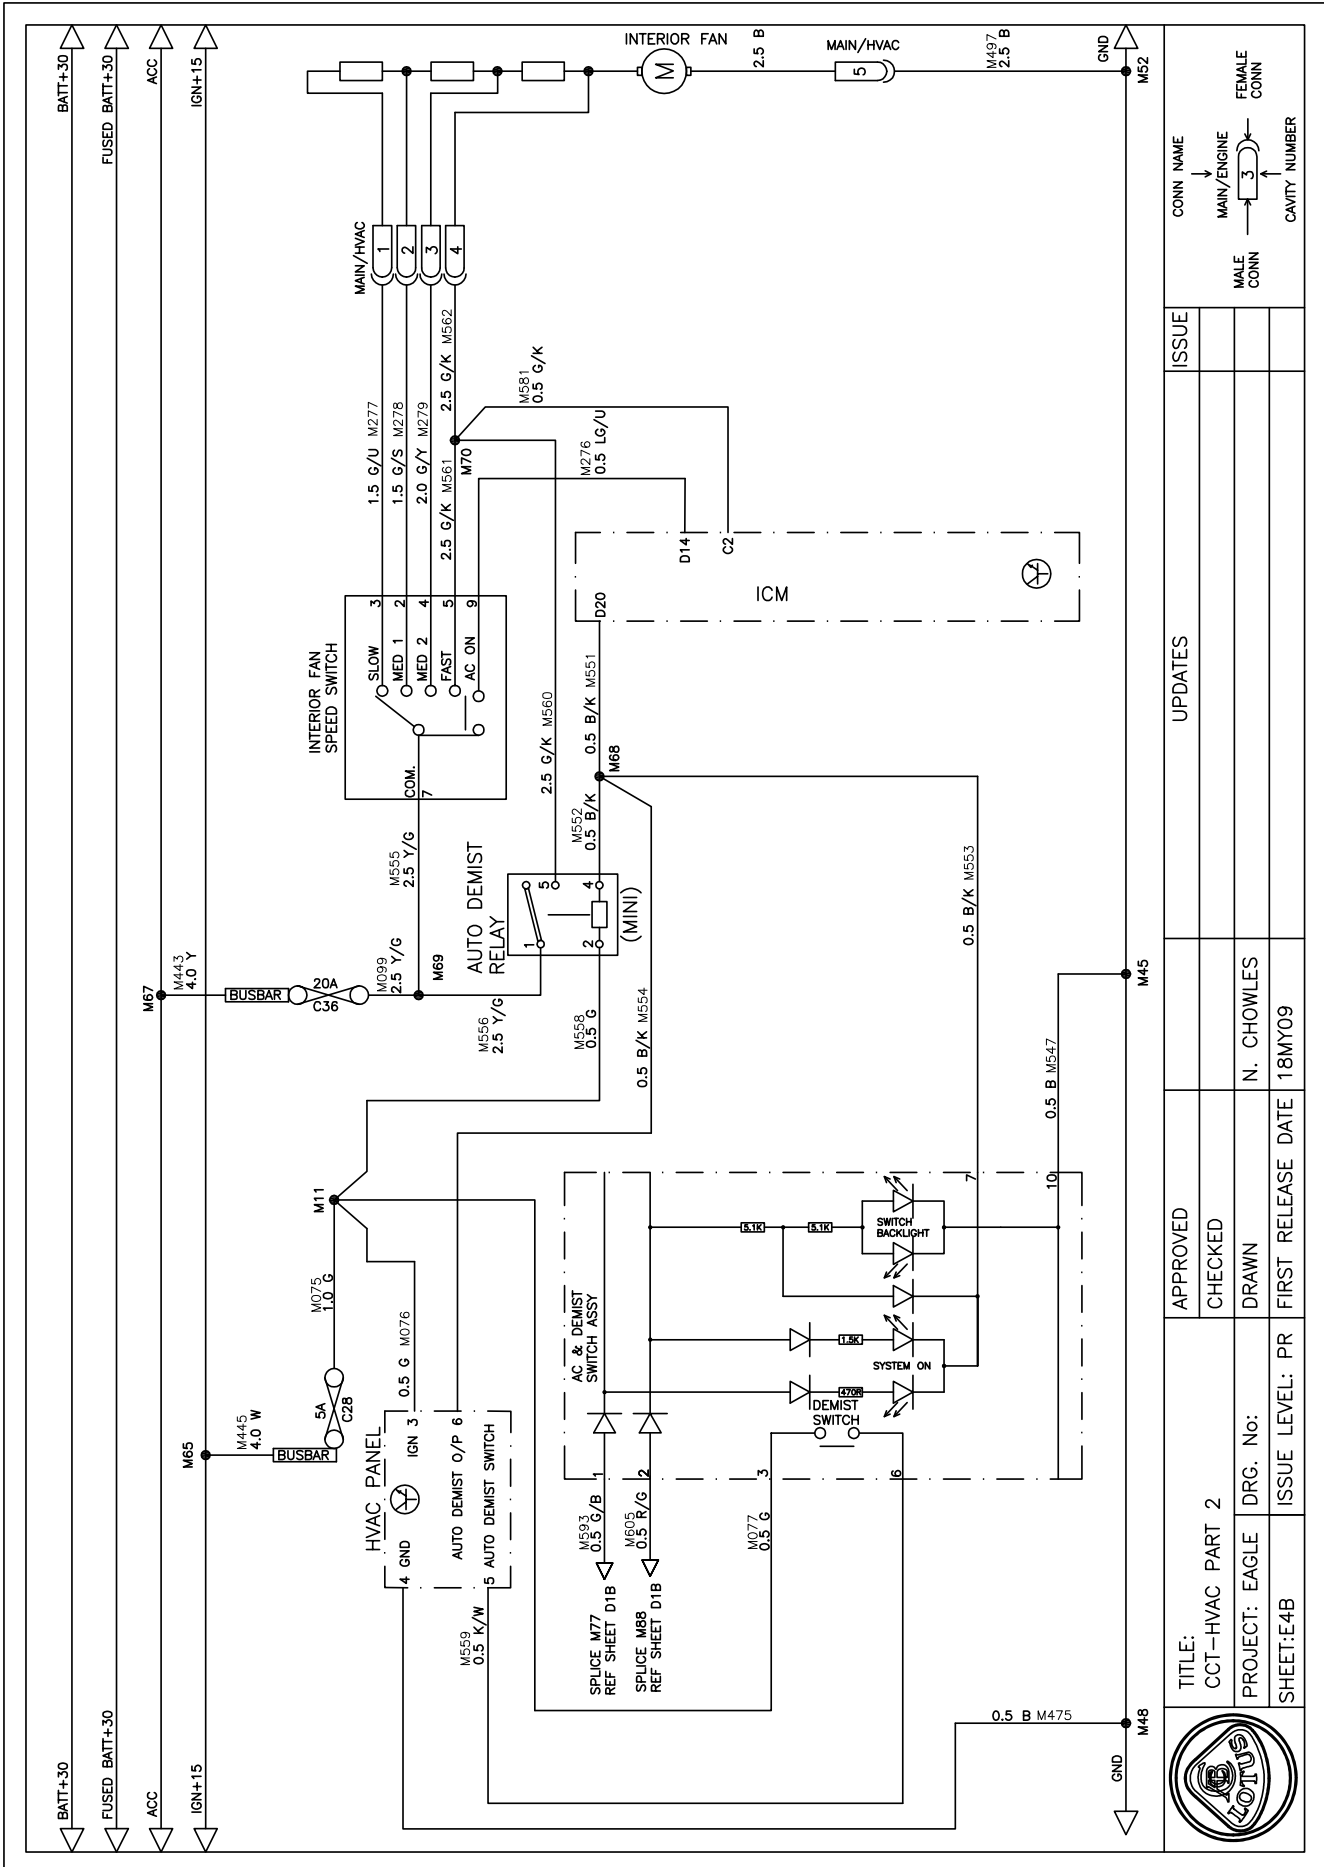 BATT+30
BATT+30
FUSED BATT+30
FUSED BATT+30
ACC
ACC
IGN+15
IGN+15
M65
M445
4.0 W
BUSBAR
5A
C28
M075
1.0 G
M11
M67
M443
4.0 Y
BUSBAR
20A
C36
M099
2.5 Y/G
M69
M555
2.5 Y/G
M556
2.5 Y/G
INTERIOR FAN
SPEED SWITCH
COM.
7
SLOW
MED 1
MED 2
FAST
AC ON
3
2
4
5
9
1.5 G/U M277
1.5 G/S M278
2.0 G/Y M279
2.5 G/K M561
2.5 G/K M562
M70
M581
0.5 G/K
M276
0.5 LG/U
MAIN/HVAC
1
2
3
4
INTERIOR FAN
M
2.5 B
MAIN/HVAC
5
M497
2.5 B
GND
M52
HVAC PANEL
4 GND
IGN 3
AUTO DEMIST O/P 6
5 AUTO DEMIST SWITCH
0.5 G M076
M559
0.5 K/W
AUTO DEMIST
RELAY
1
5
2
4
(MINI)
M558
0.5 G
2.5 G/K M560
M552
0.5 B/K
M68
0.5 B/K M551
0.5 B/K M554
0.5 B/K M553
D20
D14
C2
ICM
AC & DEMIST
SWITCH ASSY
SPLICE M77
REF SHEET D1B
M593
0.5 G/B
1
SPLICE M88
REF SHEET D1B
M605
0.5 R/G
2
M077
0.5 G
3
6
DEMIST
SWITCH
470R
1.5K
SYSTEM ON
5.1K
5.1K
SWITCH
BACKLIGHT
7
10
0.5 B M547
M45
0.5 B M475
M48
GND
LOTUS
TITLE:
CCT-HVAC PART 2
PROJECT: EAGLE
DRG. No:
SHEET:E4B
ISSUE LEVEL: PR
APPROVED
CHECKED
DRAWN
N. CHOWLES
FIRST RELEASE DATE
18MY09
UPDATES
ISSUE
CONN NAME
MAIN/ENGINE
MALE
CONN
3
FEMALE
CONN
CAVITY NUMBER